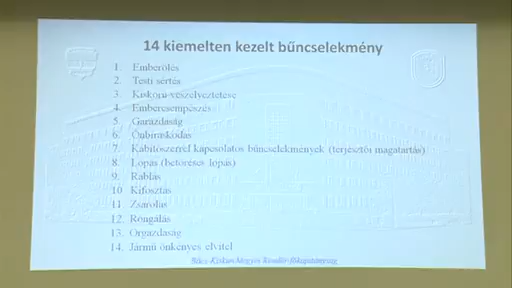 14 kiemelten kezelt bűncselekmény
1. Emberölés
2. Testi sértés
3. Kiskorú veszélyeztetése
4. Embercsempészés
5. Garázdaság
6. Önbíráskodás
7. Kábítószerrel kapcsolatos bűncselekmények (terjesztői magatartás)
8. Lopás (betöréses lopás)
9. Rablás
10. Kifosztás
11. Zsarolás
12. Rongálás
13. Orgazdaság
14. Jármű önkényes elvitel
Bács-Kiskun Megyei Rendőr-főkapitányság